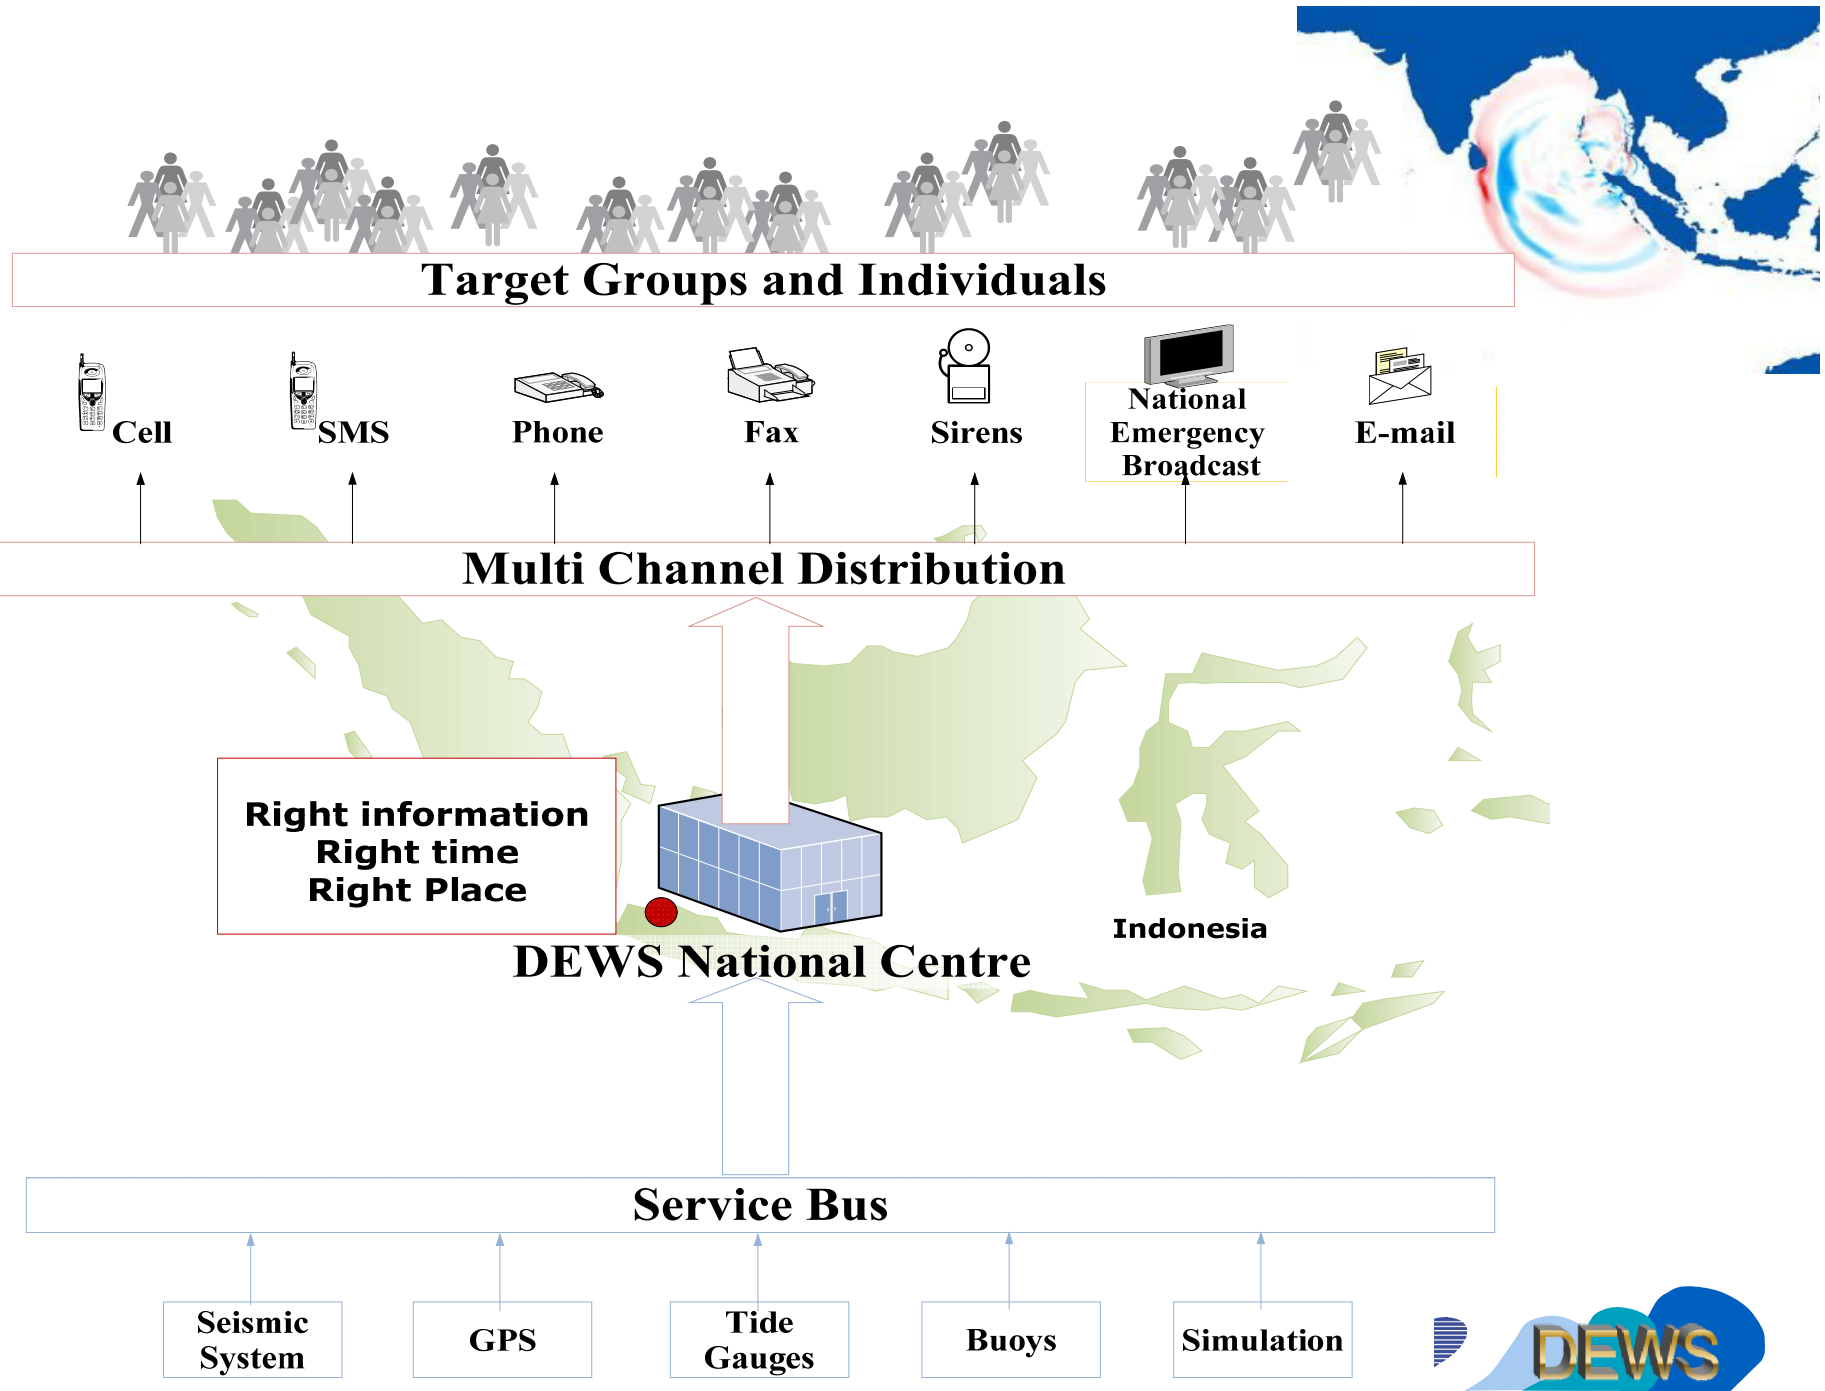 Target Groups and Individuals
Cell
SMS
Phone
Fax
Sirens
National
Emergency
Broadcast
E-mail
Multi Channel Distribution
Right information
Right time
Right Place
Indonesia
DEWS National Centre
Service Bus
Seismic
System
GPS
Tide
Gauges
Buoys
Simulation
DEWS